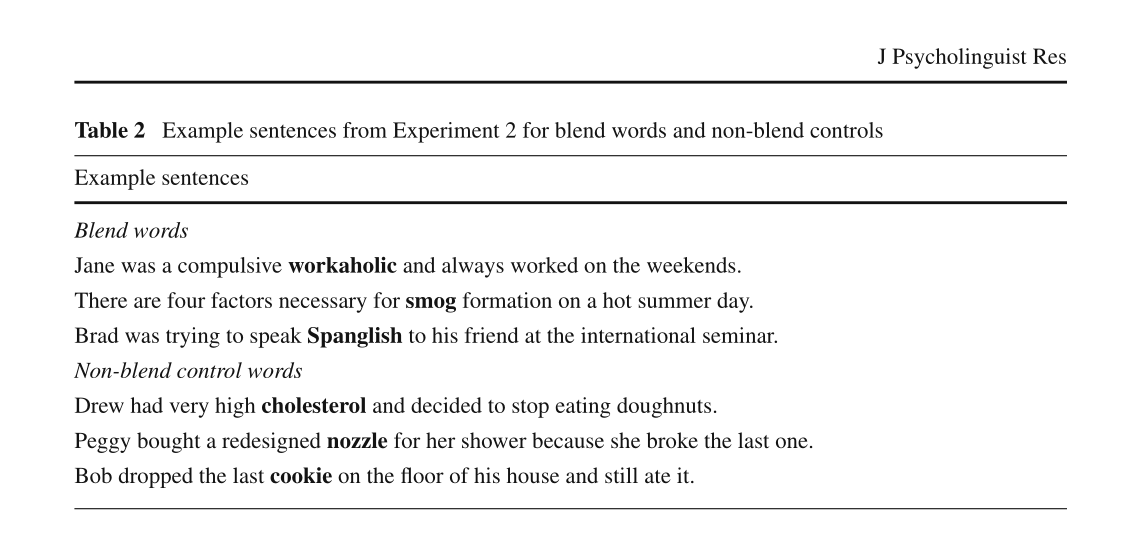 J Psycholinguist Res
Table 2 Example sentences from Experiment 2 for blend words and non-blend controls
Example sentences
Blend words
Jane was a compulsive workaholic and always worked on the weekends.
There are four factors necessary for smog formation on a hot summer day.
Brad was trying to speak Spanglish to his friend at the international seminar.
Non-blend control words
Drew had very high cholesterol and decided to stop eating doughnuts.
Peggy bought a redesigned nozzle for her shower because she broke the last one.
Bob dropped the last cookie on the floor of his house and still ate it.